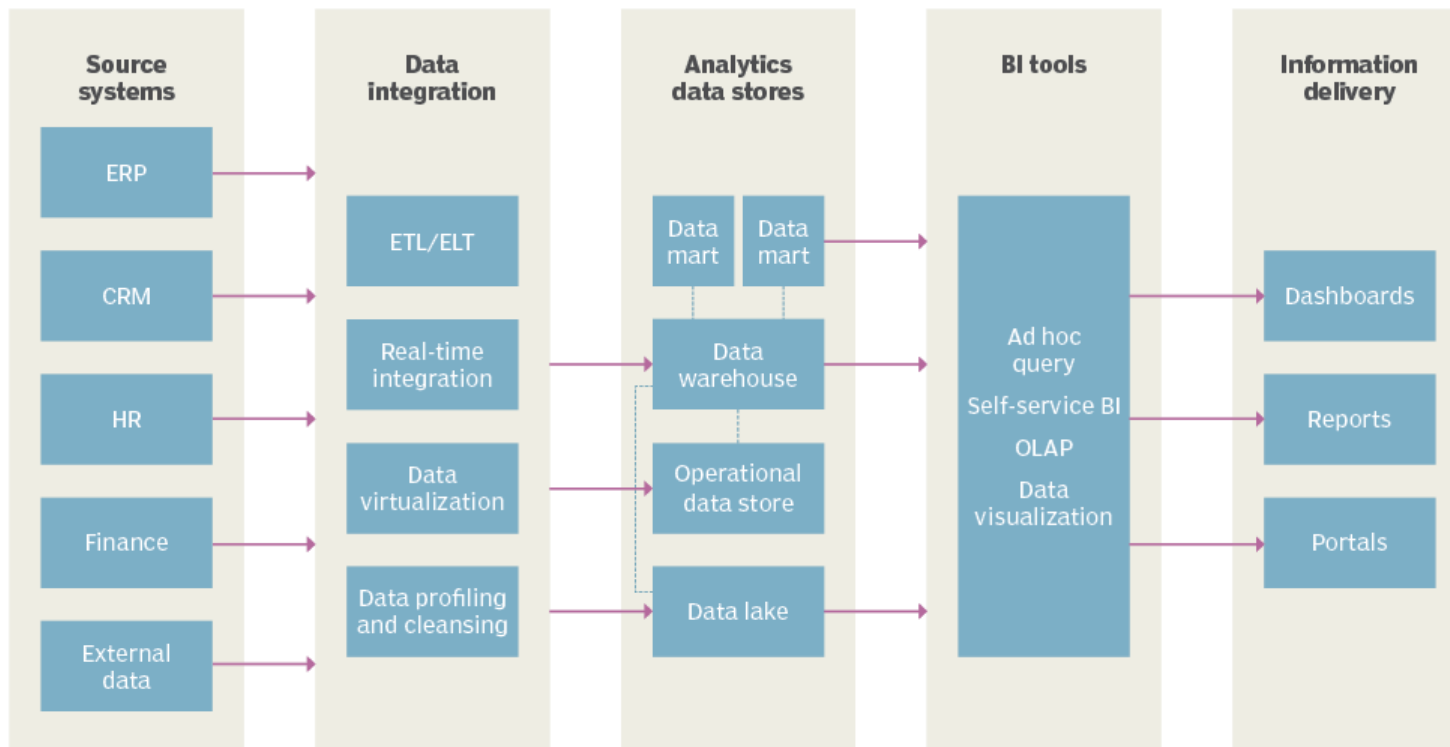 Source
systems
ERP
CRM
HR
Finance
External
data
Data
integration
ETL/ELT
Real-time
integration
Data
virtualization
Data profiling
and cleansing
Analytics
data stores
Data
mart
Data
mart
Data
warehouse
Operational
data store
Data lake
BI tools
Ad hoc
query
Self-service BI
OLAP
Data
visualization
Information
delivery
Dashboards
Reports
Portals